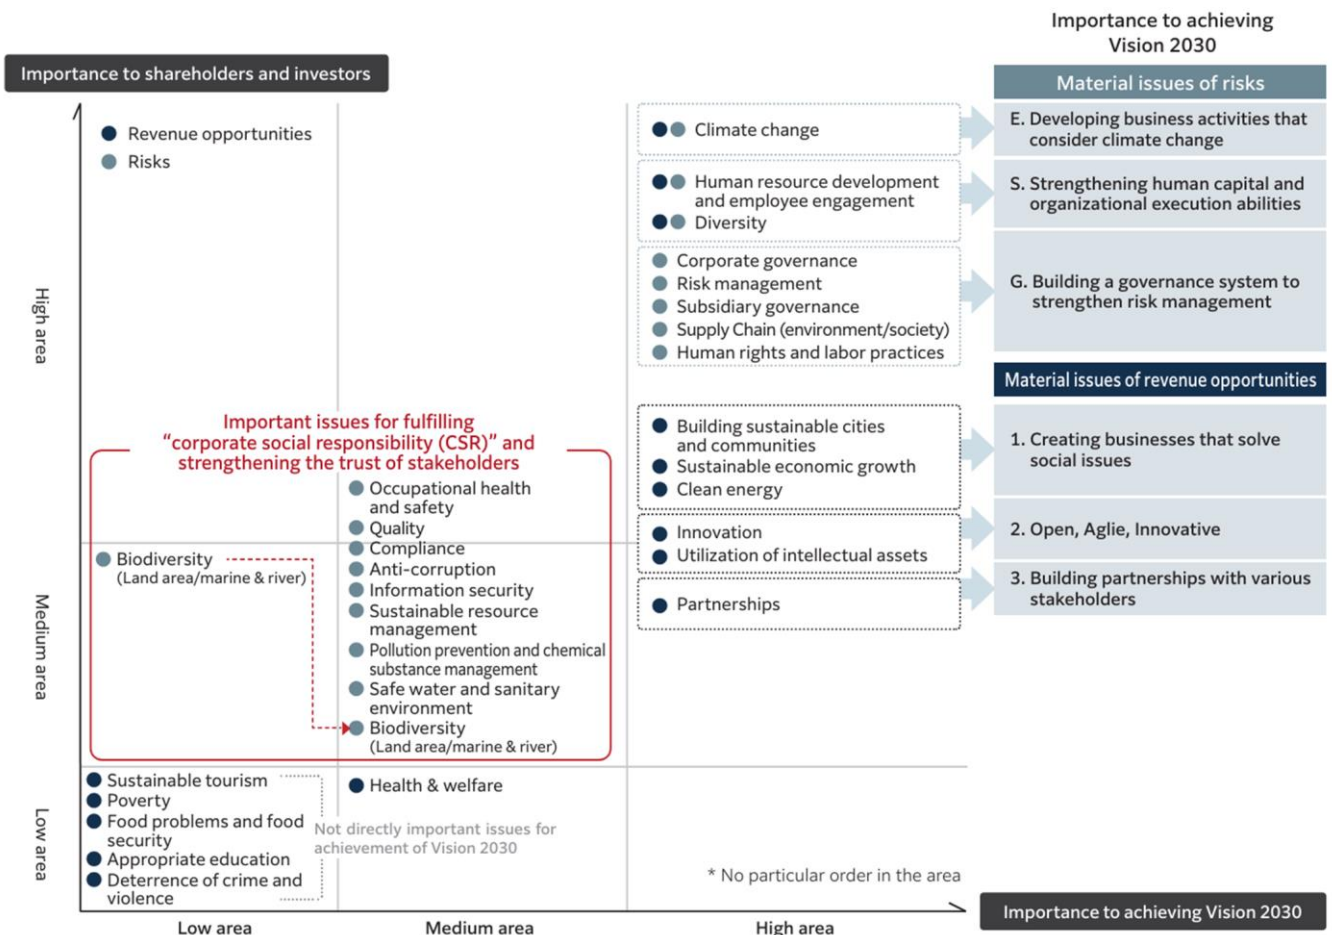 Importance to achieving
Vision 2030
Importance to shareholders and investors
Material issues of risks
Revenue opportunities
Risks
Climate change
E. Developing business activities that
consider climate change
Human resource development
and employee engagement
Diversity
S. Strengthening human capital and
organizational execution abilities
Corporate governance
Risk management
Subsidiary governance
Supply Chain (environment/society)
Human rights and labor practices
G. Building a governance system to
strengthen risk management
High area
Material issues of revenue opportunities
Important issues for fulfilling
“corporate social responsibility (CSR)” and
strengthening the trust of stakeholders
Building sustainable cities
and communities
Sustainable economic growth
Clean energy
1. Creating businesses that solve
social issues
Occupational health
and safety
Quality
Compliance
Anti-corruption
Information security
Sustainable resource
management
Pollution prevention and chemical
substance management
Safe water and sanitary
environment
Biodiversity
(Land area/marine & river)
Biodiversity
(Land area/marine & river)
Innovation
Utilization of intellectual assets
2. Open, Aglie, Innovative
Partnerships
3. Building partnerships with various
stakeholders
Medium area
Sustainable tourism
Poverty
Food problems and food
security
Appropriate education
Deterrence of crime and
violence
Health & welfare
Not directly important issues for
achievement of Vision 2030
Low area
* No particular order in the area
Importance to achieving Vision 2030
Low area
Medium area
High area